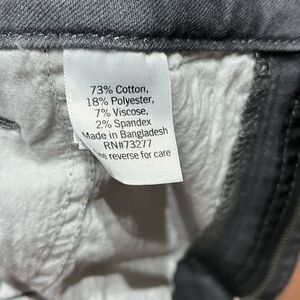 73% Cotton,
18% Polyester,
7% Viscose,
2% Spandex
Made in Bangladesh
RN#73277
reverse for care